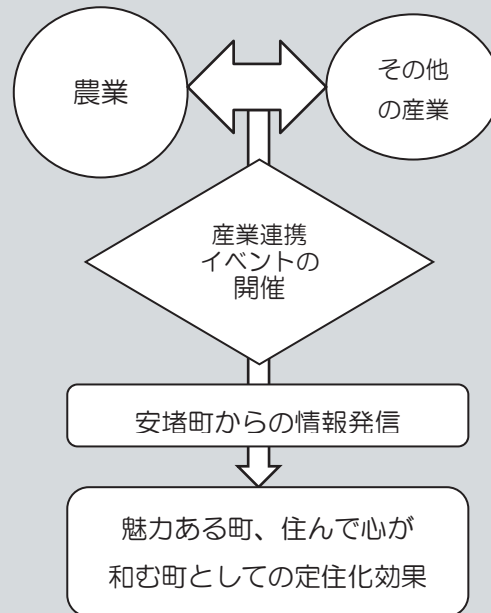 農業
その他
の産業
産業連携
イベントの
開催
安堵町からの情報発信
魅力ある町、住んで心が
和む町としての定住化効果